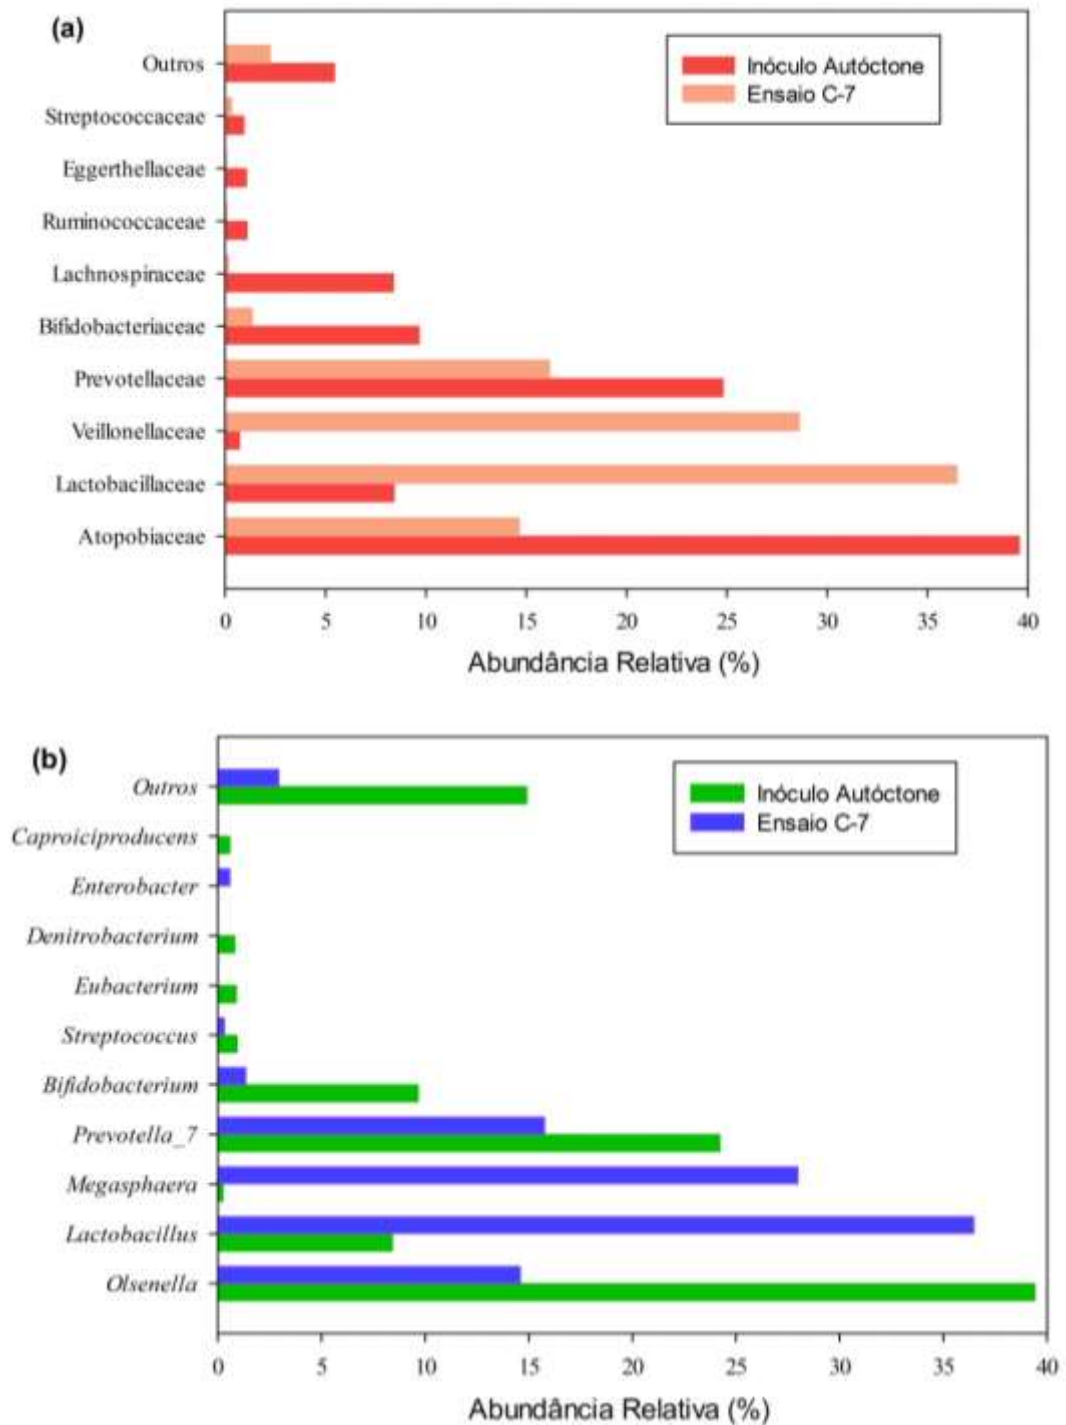 (a)
Inóculo Autóctone
Ensaio C-7
Outros
Streptococcaceae
Eggerthellaceae
Ruminococcaceae
Lachnospiraceae
Bifidobacteriaceae
Prevotellaceae
Veillonellaceae
Lactobacillaceae
Atopobiaceae
0 5 10 15 20 25 30 35 40
Abundância Relativa (%)
(b)
Inóculo Autóctone
Ensaio C-7
Outros
Caproiciproducens
Enterobacter
Denitrobacterium
Eubacterium
Streptococcus
Bifidobacterium
Prevotella_7
Megasphaera
Lactobacillus
Olsenella
0 5 10 15 20 25 30 35 40
Abundância Relativa (%)